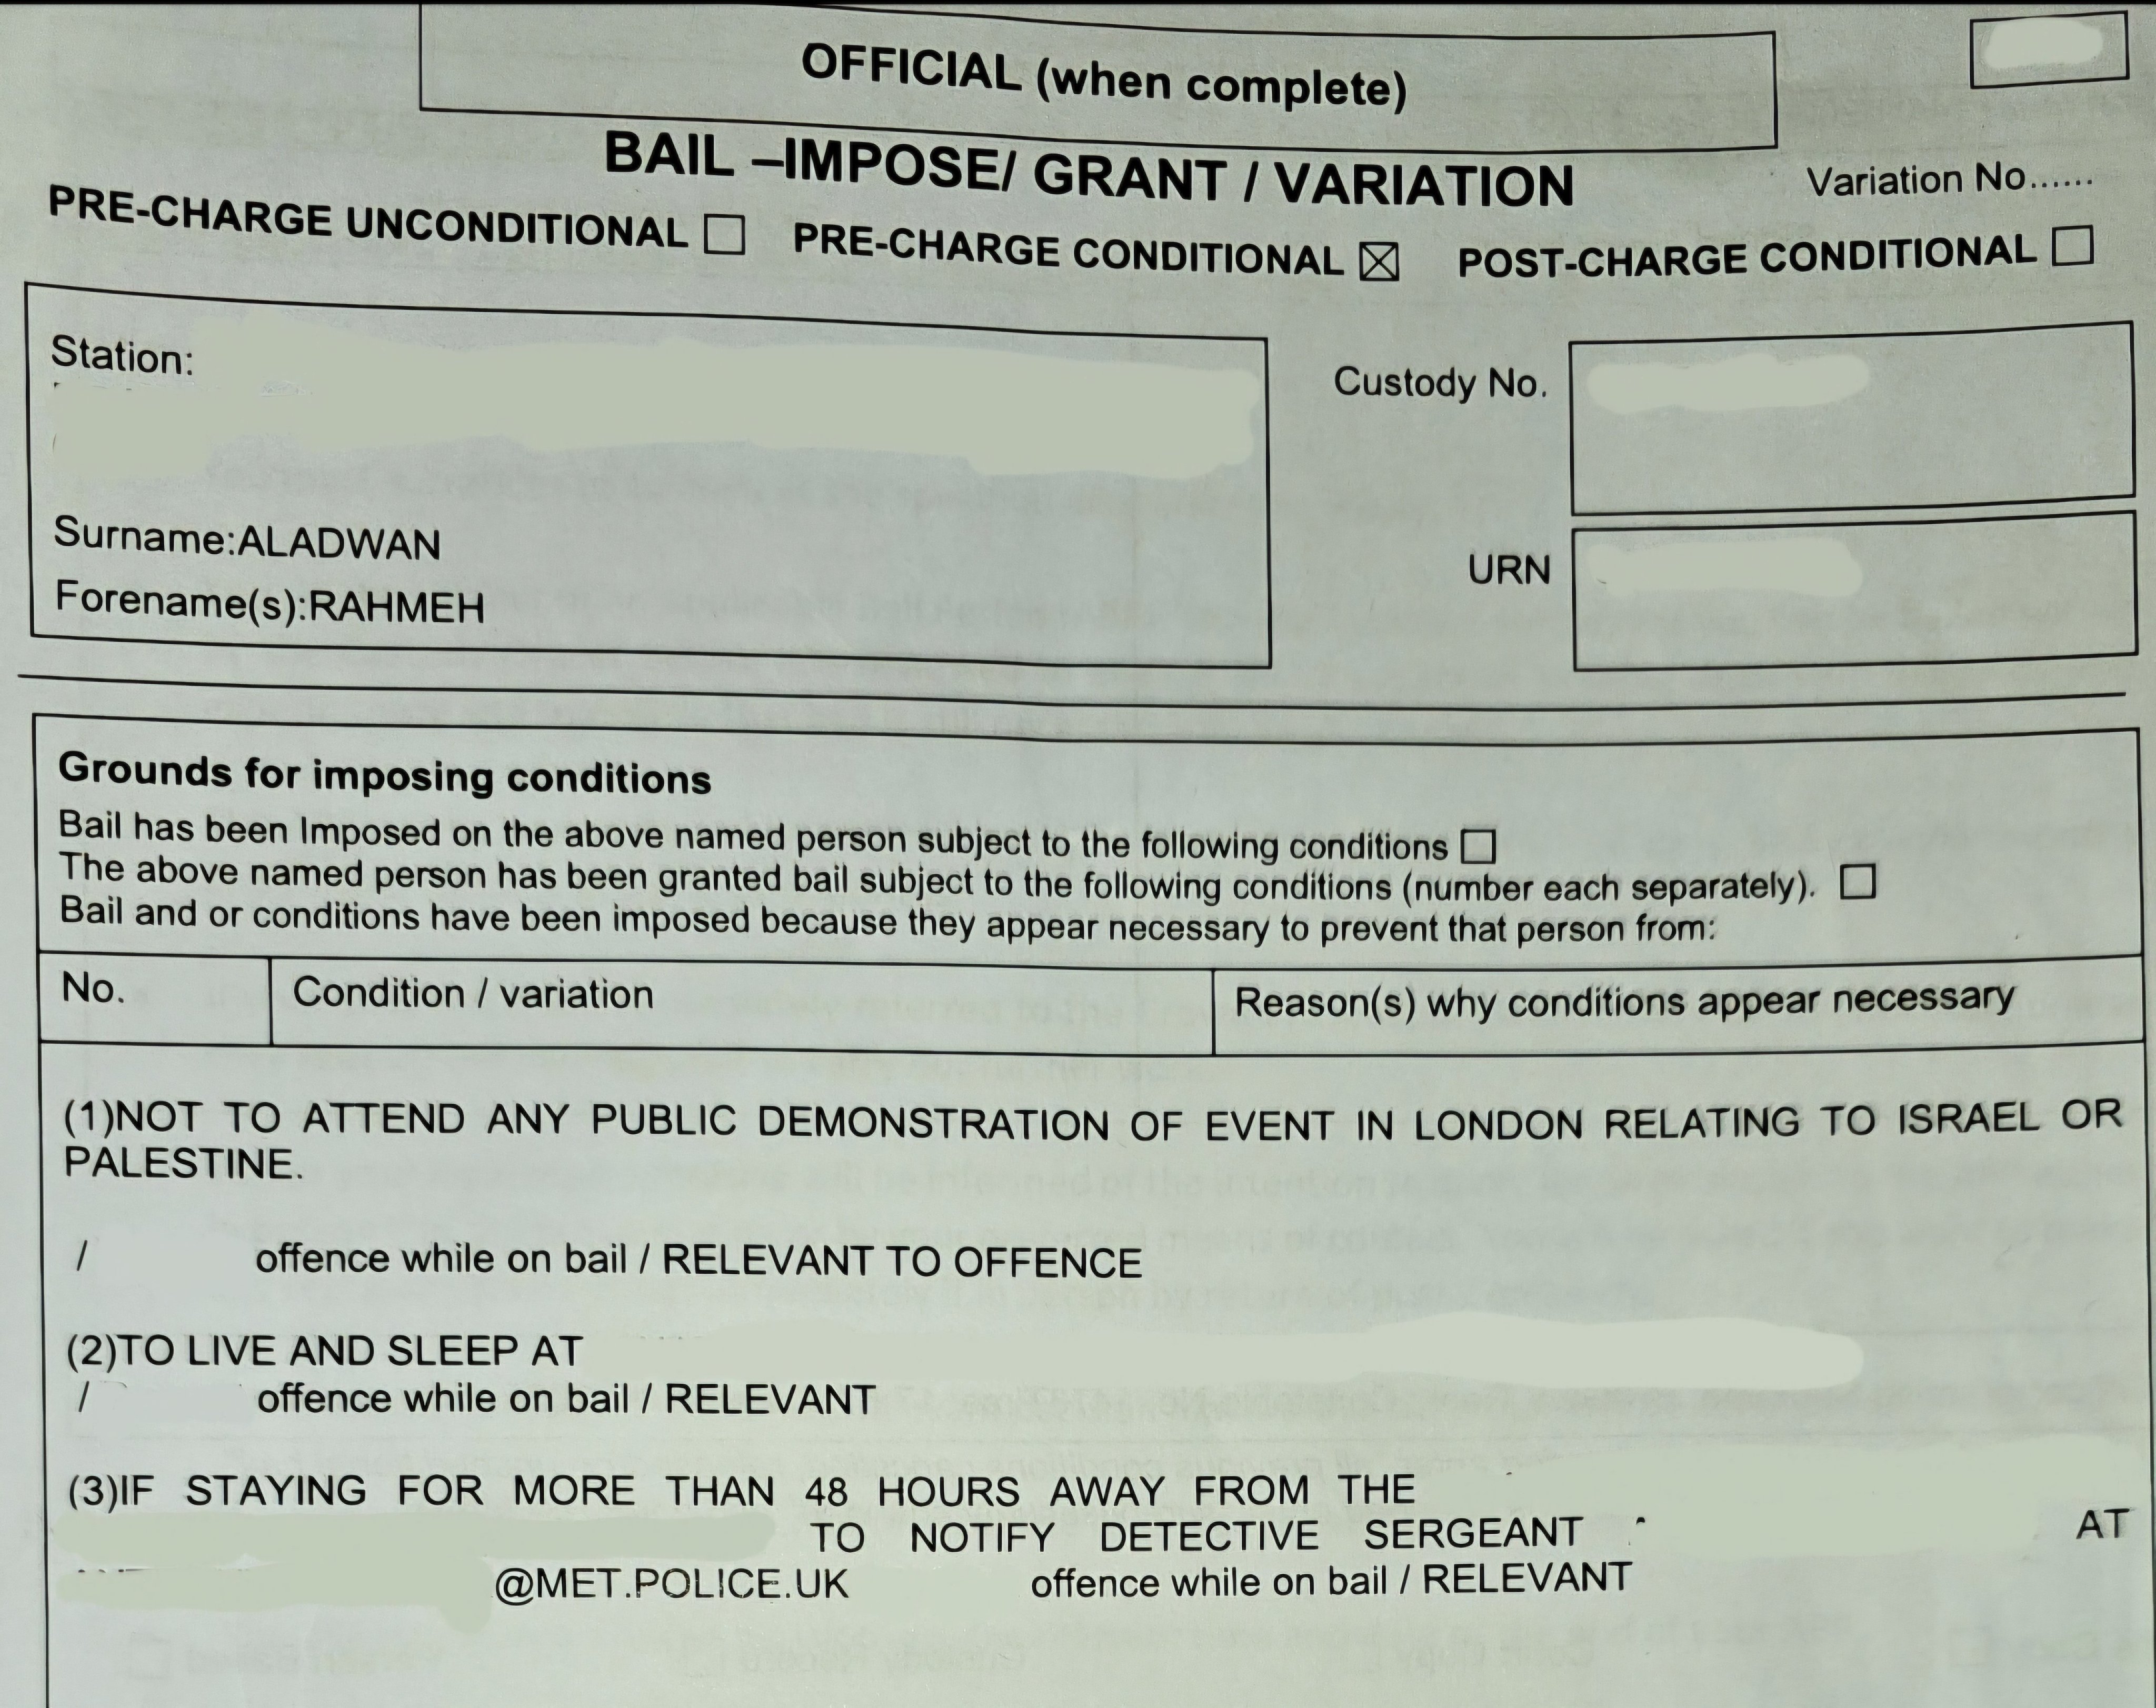 OFFICIAL (when complete)
BAIL –IMPOSE/ GRANT / VARIATION
Variation No......
PRE-CHARGE UNCONDITIONAL ☐ PRE-CHARGE CONDITIONAL ☒ POST-CHARGE CONDITIONAL ☐
Station:
Custody No.
Surname:ALADWAN
URN
Forename(s):RAHMEH
Grounds for imposing conditions
Bail has been Imposed on the above named person subject to the following conditions ☐
The above named person has been granted bail subject to the following conditions (number each separately). ☐
Bail and or conditions have been imposed because they appear necessary to prevent that person from:
No. Condition / variation Reason(s) why conditions appear necessary
(1)NOT TO ATTEND ANY PUBLIC DEMONSTRATION OF EVENT IN LONDON RELATING TO ISRAEL OR
PALESTINE.
/ offence while on bail / RELEVANT TO OFFENCE
(2)TO LIVE AND SLEEP AT
/ offence while on bail / RELEVANT
(3)IF STAYING FOR MORE THAN 48 HOURS AWAY FROM THE
TO NOTIFY DETECTIVE SERGEANT AT
@MET.POLICE.UK offence while on bail / RELEVANT